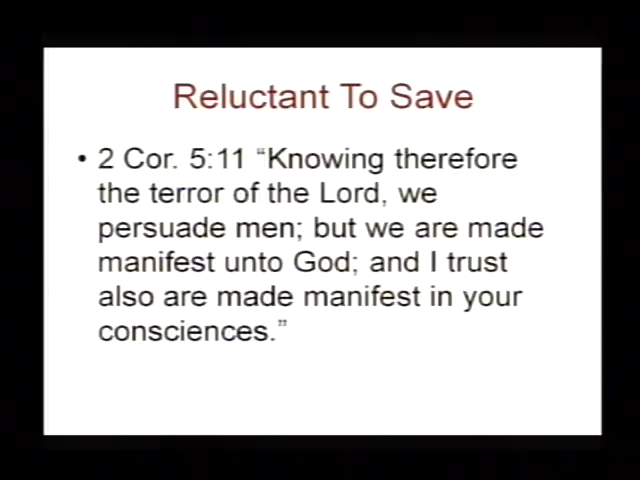 Reluctant To Save
• 2 Cor. 5:11 “Knowing therefore
the terror of the Lord, we
persuade men; but we are made
manifest unto God; and I trust
also are made manifest in your
consciences.”